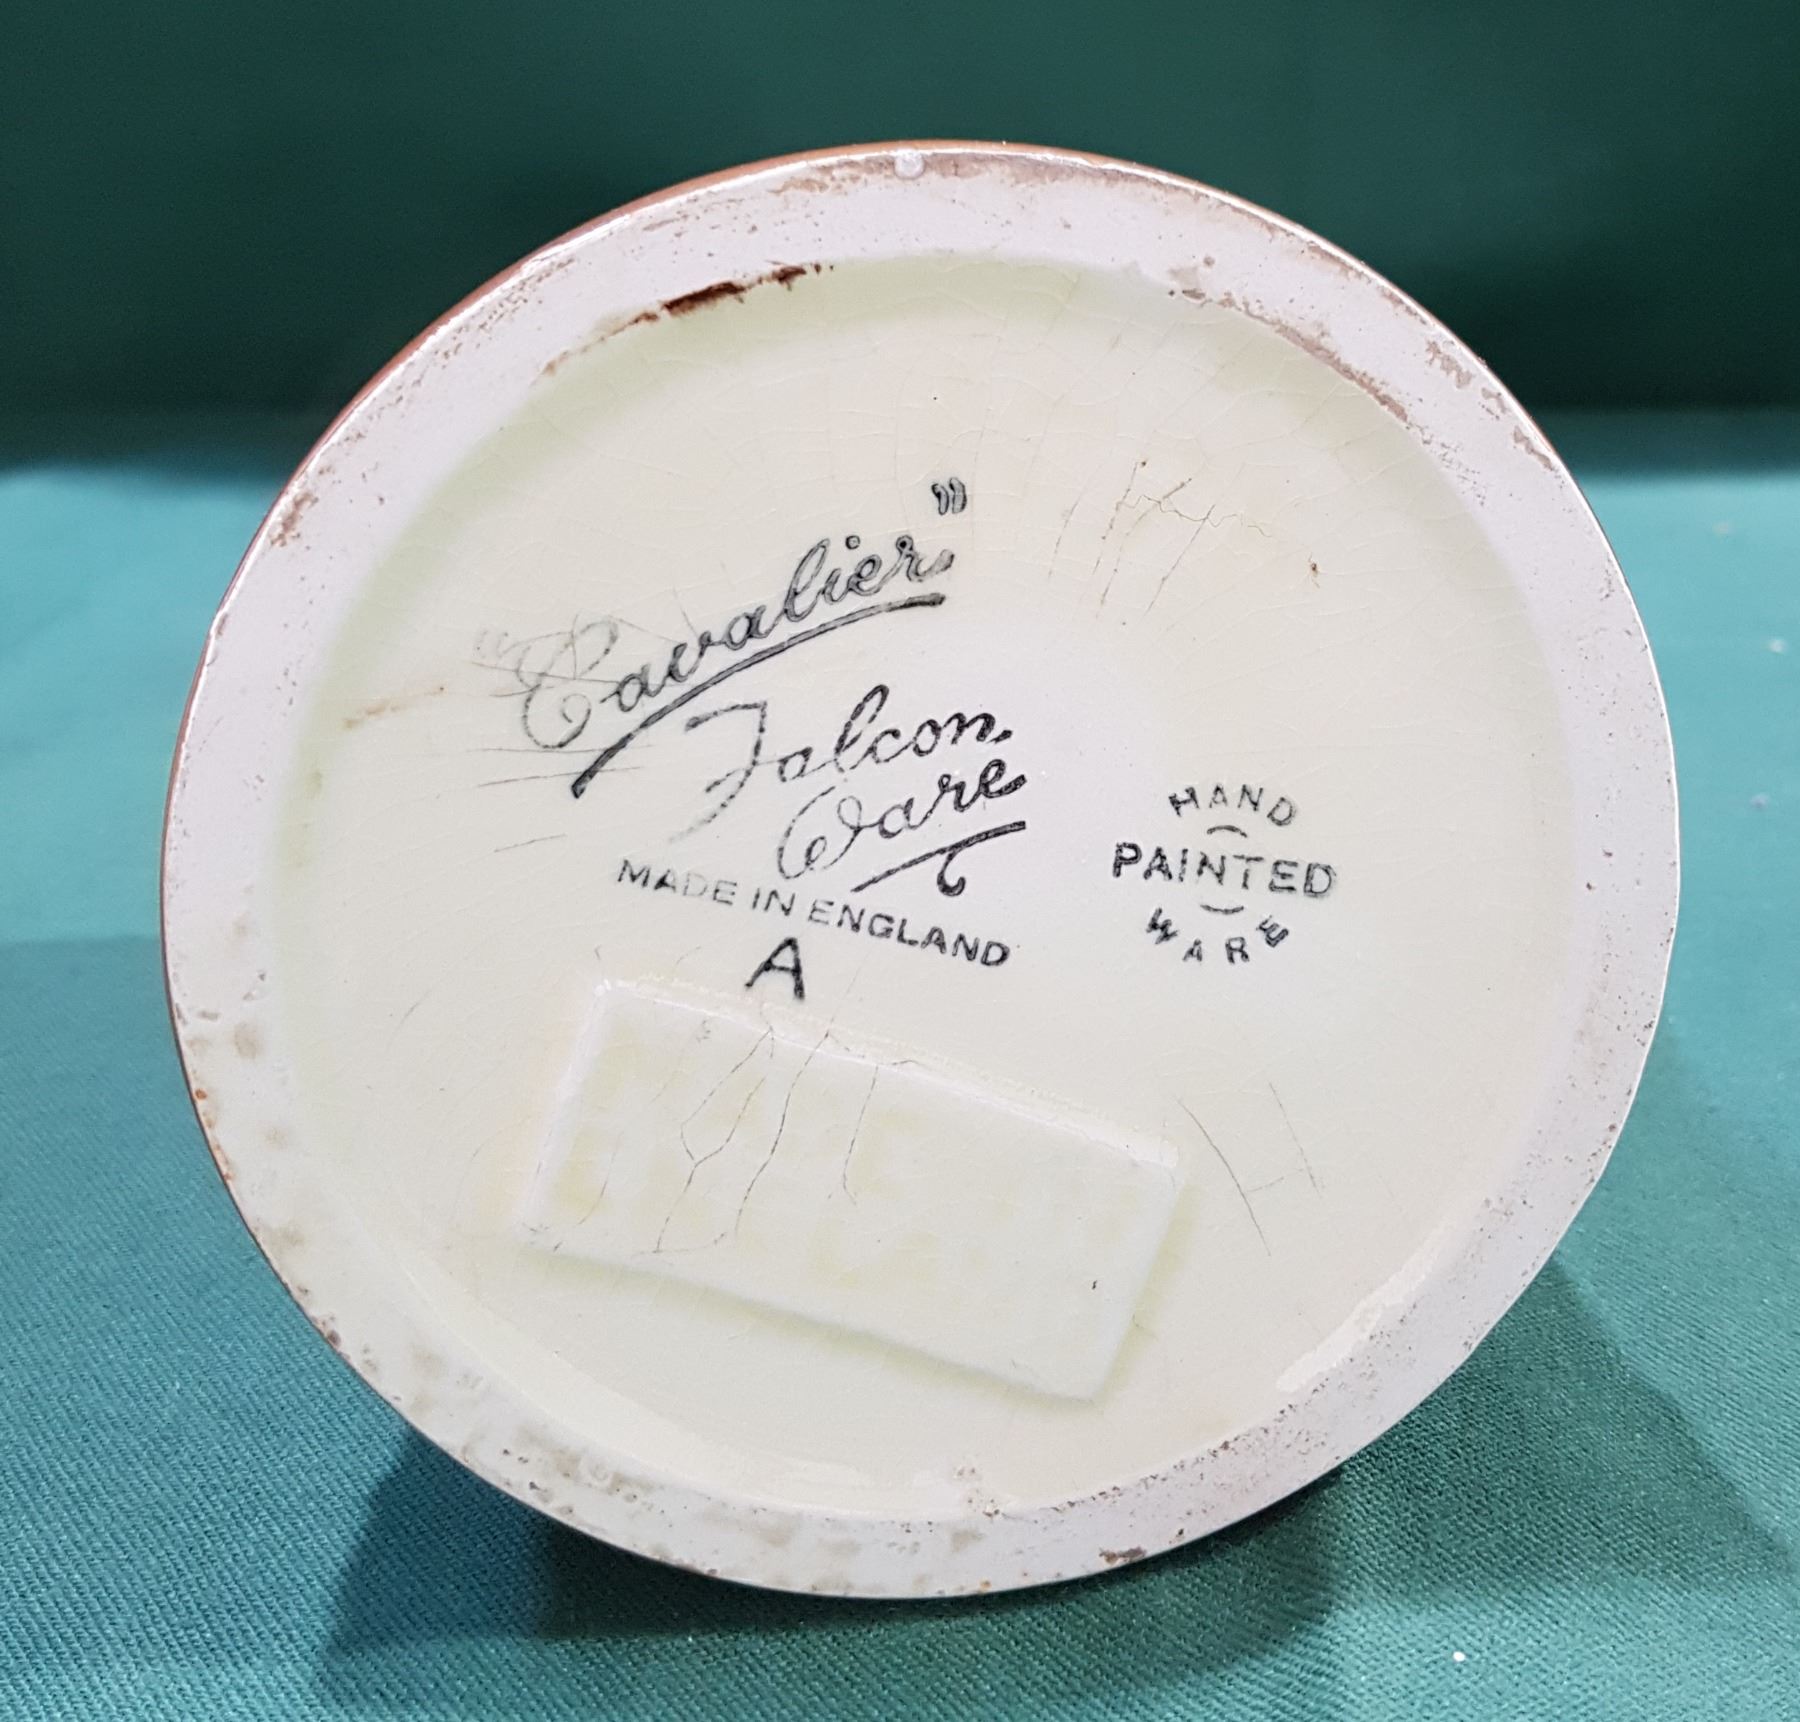 "Cavalier"
Falcon
Ware
MADE IN ENGLAND
A
HAND
PAINTED
WARE